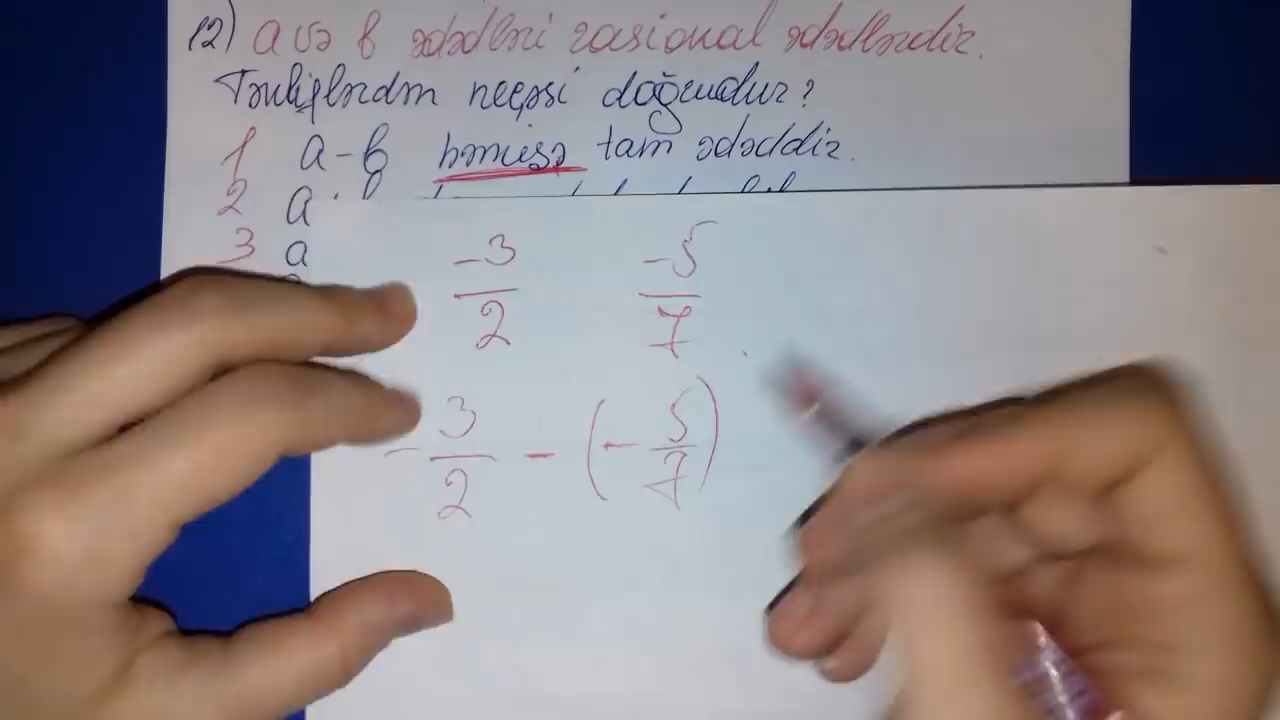 12) a və b ədədləri rasional ədədlərdir.
Təkliflərdən neçəsi doğrudur?
1 a-b həmişə tam ədəddir.
2 a·b
3 a
-3/2 -5/7
-3/2 - (-5/7)